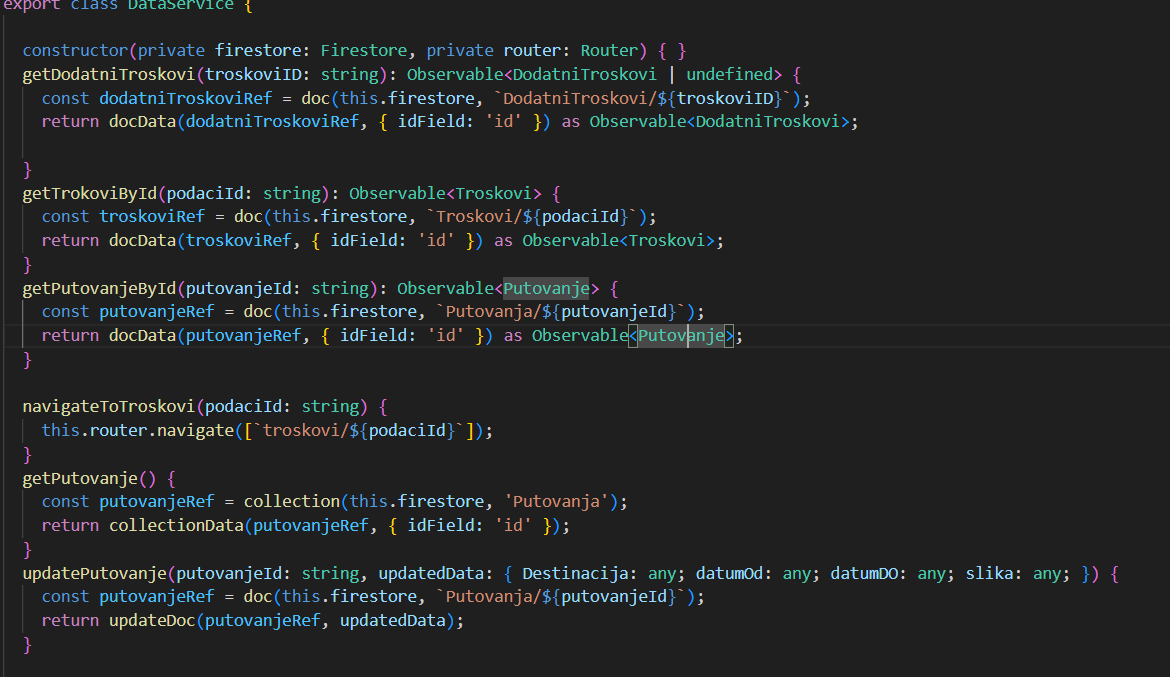 export class DataService {
constructor(private firestore: Firestore, private router: Router) { }
getDodatniTroskovi(troskoviID: string): Observable<DodatniTroskovi | undefined> {
const dodatniTroskoviRef = doc(this.firestore, `DodatniTroskovi/${troskoviID}`);
return docData(dodatniTroskoviRef, { idField: 'id' }) as Observable<DodatniTroskovi>;
}
getTrokoviById(podaciId: string): Observable<Troskovi> {
const troskoviRef = doc(this.firestore, `Troskovi/${podaciId}`);
return docData(troskoviRef, { idField: 'id' }) as Observable<Troskovi>;
}
getPutovanjeById(putovanjeId: string): Observable<Putovanje> {
const putovanjeRef = doc(this.firestore, `Putovanja/${putovanjeId}`);
return docData(putovanjeRef, { idField: 'id' }) as Observable<Putovanje>;
}
navigateToTroskovi(podaciId: string) {
this.router.navigate([`troskovi/${podaciId}`]);
}
getPutovanje() {
const putovanjeRef = collection(this.firestore, 'Putovanja');
return collectionData(putovanjeRef, { idField: 'id' });
}
updatePutovanje(putovanjeId: string, updatedData: { Destinacija: any; datumOd: any; datumDO: any; slika: any; }) {
const putovanjeRef = doc(this.firestore, `Putovanja/${putovanjeId}`);
return updateDoc(putovanjeRef, updatedData);
}